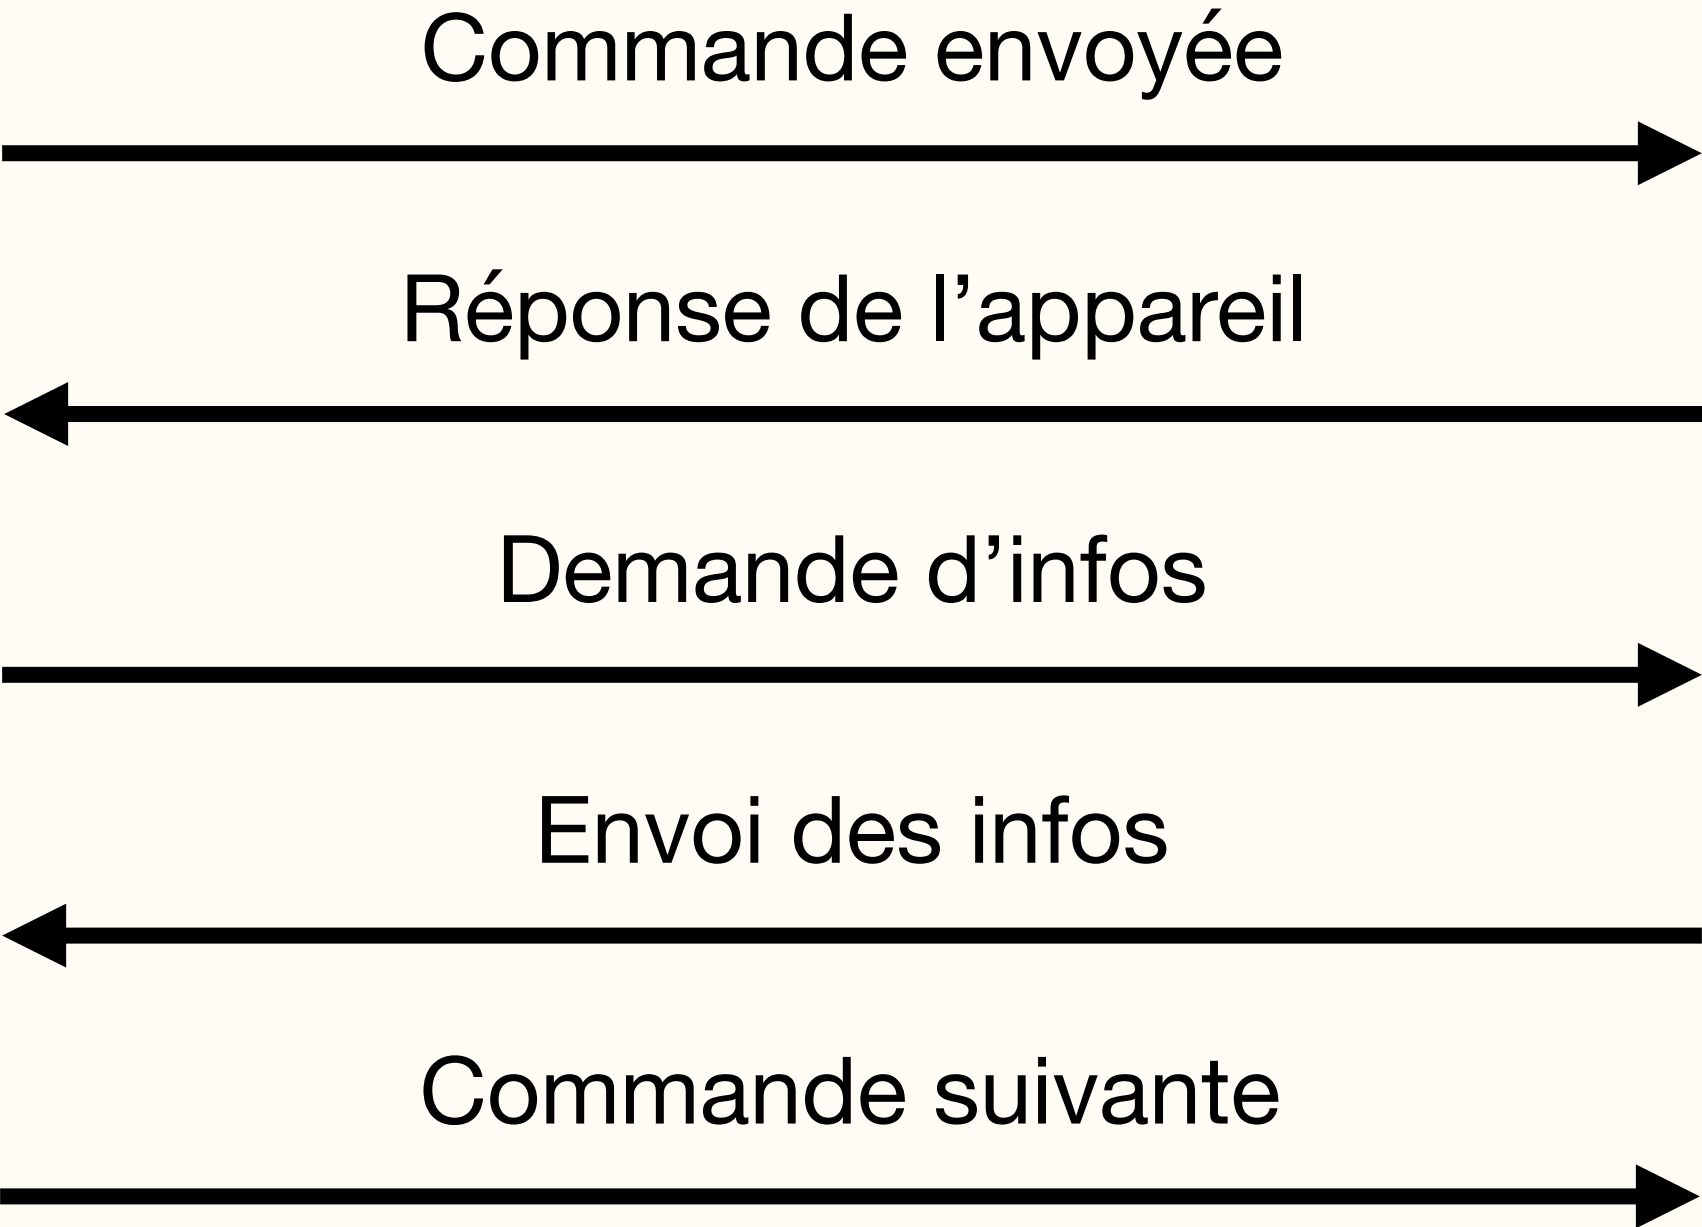 Commande envoyée
Réponse de l’appareil
Demande d’infos
Envoi des infos
Commande suivante